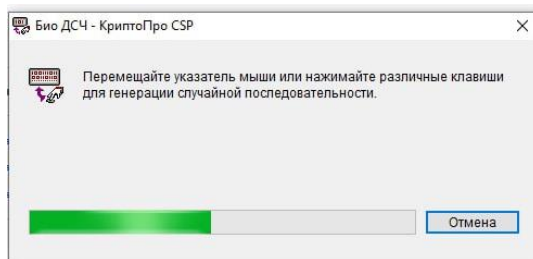 Био ДСЧ - КриптоПро CSP
Перемещайте указатель мыши или нажимайте различные клавиши
для генерации случайной последовательности.
Отмена